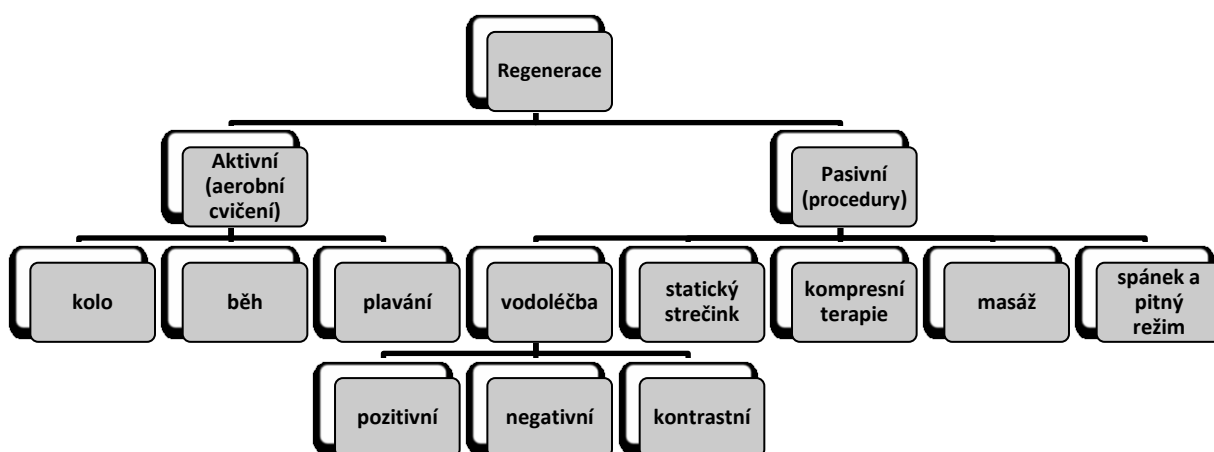 Regenerace
Aktivní
(aerobní
cvičení)
Pasivní
(procedury)
kolo
běh
plavání
vodoléčba
statický
strečink
kompresní
terapie
masáž
spánek a
pitný
režim
pozitivní
negativní
kontrastní